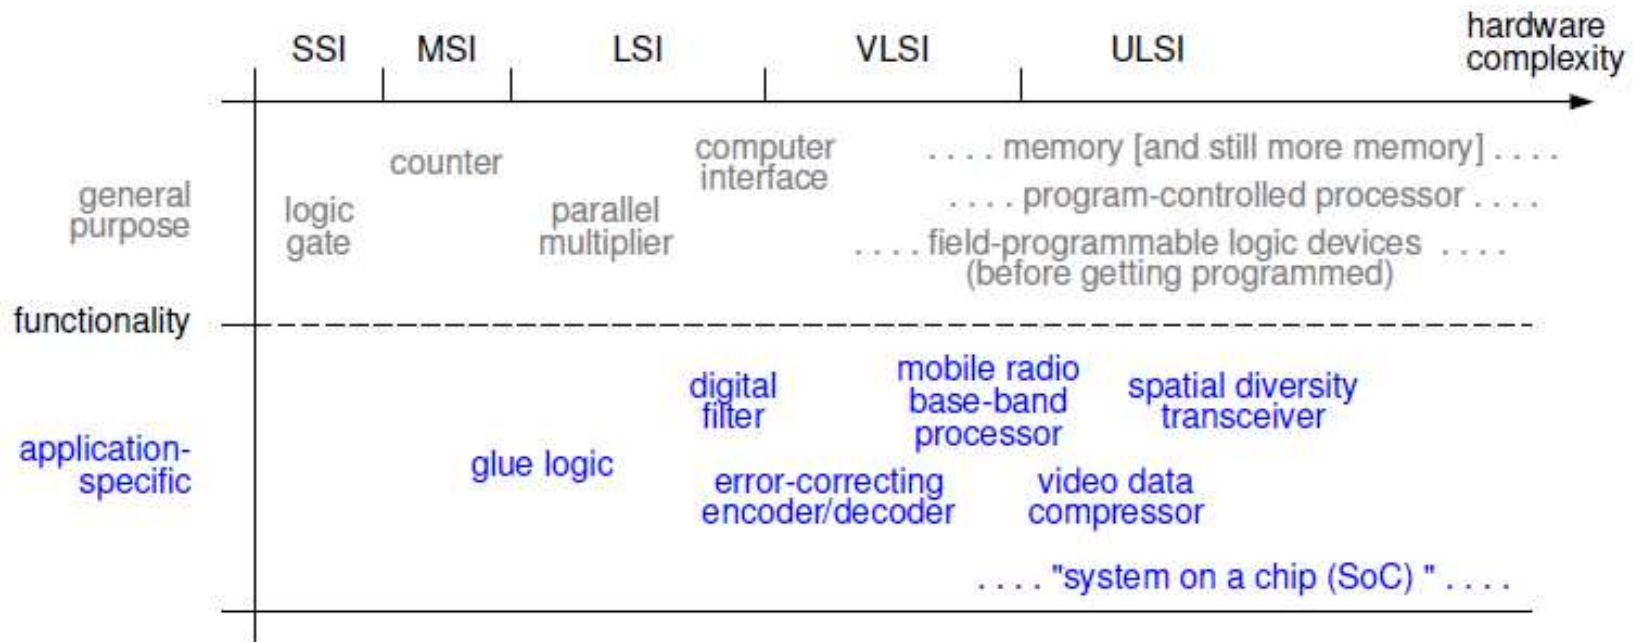 SSI MSI LSI VLSI ULSI
hardware
complexity
general
purpose
logic
gate
counter
parallel
multiplier
computer
interface
. . . . memory [and still more memory] . . . .
. . . . program-controlled processor . . . .
. . . . field-programmable logic devices . . . .
(before getting programmed)
functionality
application-
specific
glue logic
digital
filter
error-correcting
encoder/decoder
mobile radio
base-band
processor
spatial diversity
transceiver
video data
compressor
. . . . "system on a chip (SoC) " . . . .